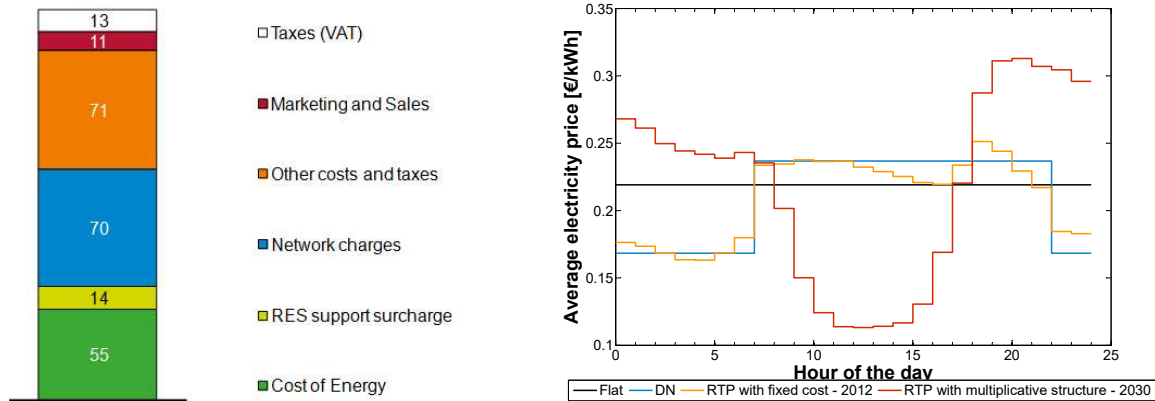 13
11
71
70
14
55
Taxes (VAT)
Marketing and Sales
Other costs and taxes
Network charges
RES support surcharge
Cost of Energy
Average electricity price [€/kWh]
0.35
0.3
0.25
0.2
0.15
0.1
0 5 10 15 20 25
Hour of the day
Flat DN RTP with fixed cost - 2012 RTP with multiplicative structure - 2030